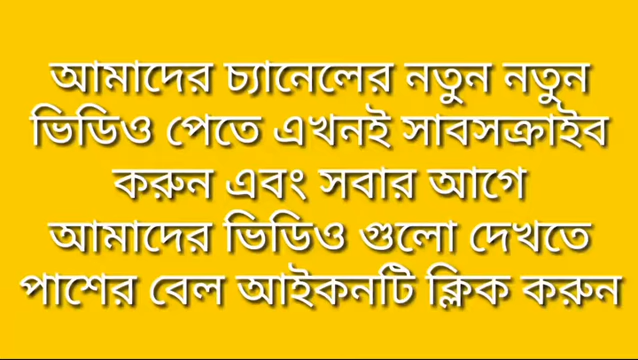 আমাদের চ্যানেলের নতুন নতুন
ভিডিও পেতে এখনই সাবসক্রাইব
করুন এবং সবার আগে
আমাদের ভিডিও গুলো দেখতে
পাশের বেল আইকনটি ক্লিক করুন